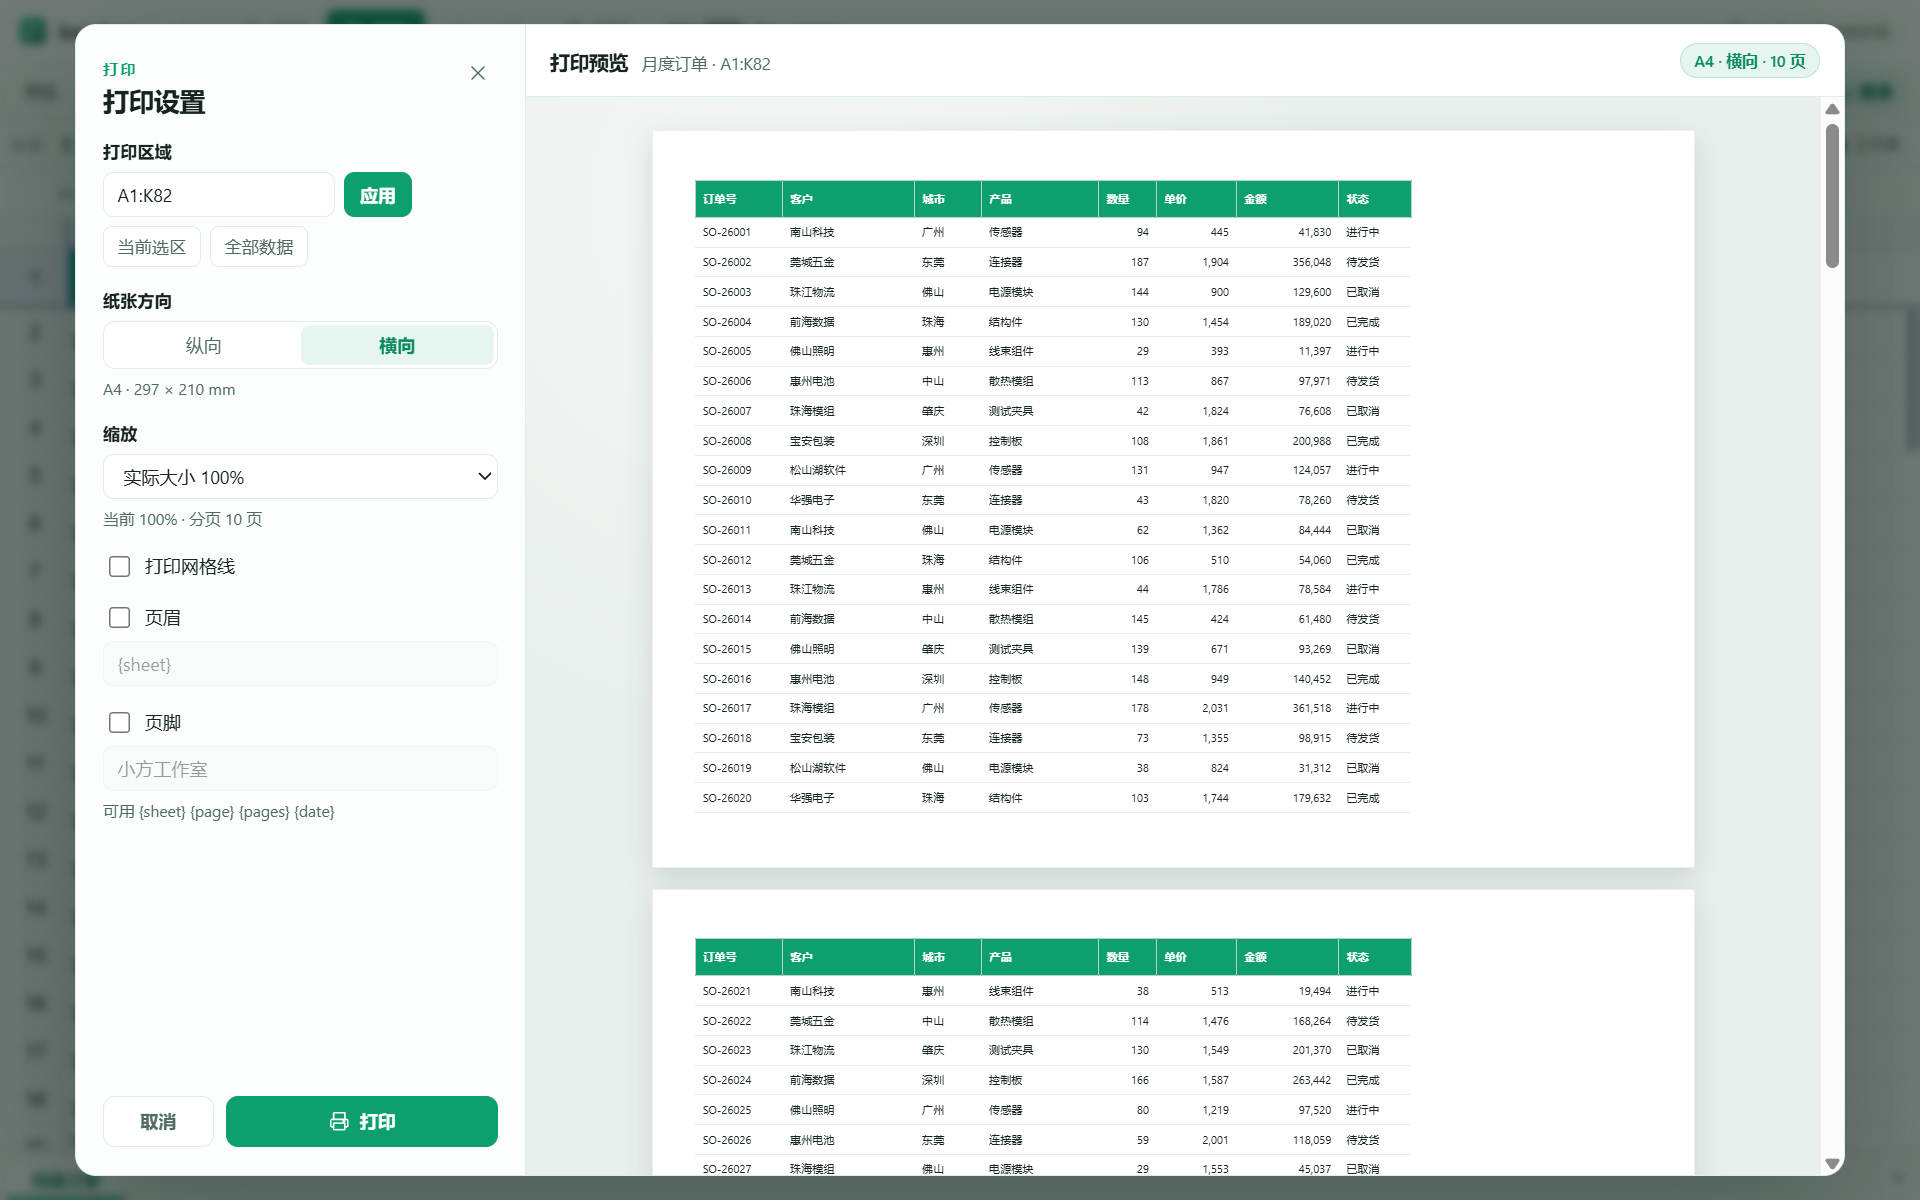 打印
打印设置
打印区域
A1:K82
应用
当前选区
全部数据
纸张方向
纵向
横向
A4 · 297 × 210 mm
缩放
实际大小 100%
当前 100% · 分页 10 页
打印网格线
页眉
{sheet}
页脚
小方工作室
可用 {sheet} {page} {pages} {date}
取消
打印
打印预览 月度订单 · A1:K82
A4 · 横向 · 10 页
订单号 客户 城市 产品 数量 单价 金额 状态
SO-26001 南山科技 广州 传感器 94 445 41,830 进行中
SO-26002 莞城五金 东莞 连接器 187 1,904 356,048 待发货
SO-26003 珠江物流 佛山 电源模块 144 900 129,600 已取消
SO-26004 前海数据 珠海 结构件 130 1,454 189,020 已完成
SO-26005 佛山照明 惠州 线束组件 29 393 11,397 进行中
SO-26006 惠州电池 中山 散热模组 113 867 97,971 待发货
SO-26007 珠海模组 肇庆 测试夹具 42 1,824 76,608 已取消
SO-26008 宝安包装 深圳 控制板 108 1,861 200,988 已完成
SO-26009 松山湖软件 广州 传感器 131 947 124,057 进行中
SO-26010 华强电子 东莞 连接器 43 1,820 78,260 待发货
SO-26011 南山科技 佛山 电源模块 62 1,362 84,444 已取消
SO-26012 莞城五金 珠海 结构件 106 510 54,060 已完成
SO-26013 珠江物流 惠州 线束组件 44 1,786 78,584 进行中
SO-26014 前海数据 中山 散热模组 145 424 61,480 待发货
SO-26015 佛山照明 肇庆 测试夹具 139 671 93,269 已取消
SO-26016 惠州电池 深圳 控制板 148 949 140,452 已完成
SO-26017 珠海模组 广州 传感器 178 2,031 361,518 进行中
SO-26018 宝安包装 东莞 连接器 73 1,355 98,915 待发货
SO-26019 松山湖软件 佛山 电源模块 38 824 31,312 已取消
SO-26020 华强电子 珠海 结构件 103 1,744 179,632 已完成
订单号 客户 城市 产品 数量 单价 金额 状态
SO-26021 南山科技 惠州 线束组件 38 513 19,494 进行中
SO-26022 莞城五金 中山 散热模组 114 1,476 168,264 待发货
SO-26023 珠江物流 肇庆 测试夹具 130 1,549 201,370 已取消
SO-26024 前海数据 深圳 控制板 166 1,587 263,442 已完成
SO-26025 佛山照明 广州 传感器 80 1,219 97,520 进行中
SO-26026 惠州电池 东莞 连接器 59 2,001 118,059 待发货
SO-26027 珠海模组 佛山 电源模块 29 1,553 45,037 已取消